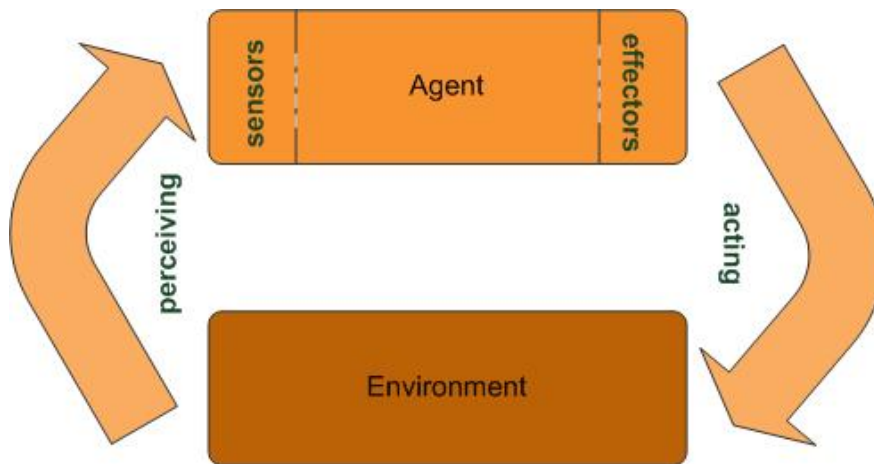 sensors
Agent
effectors
perceiving
acting
Environment